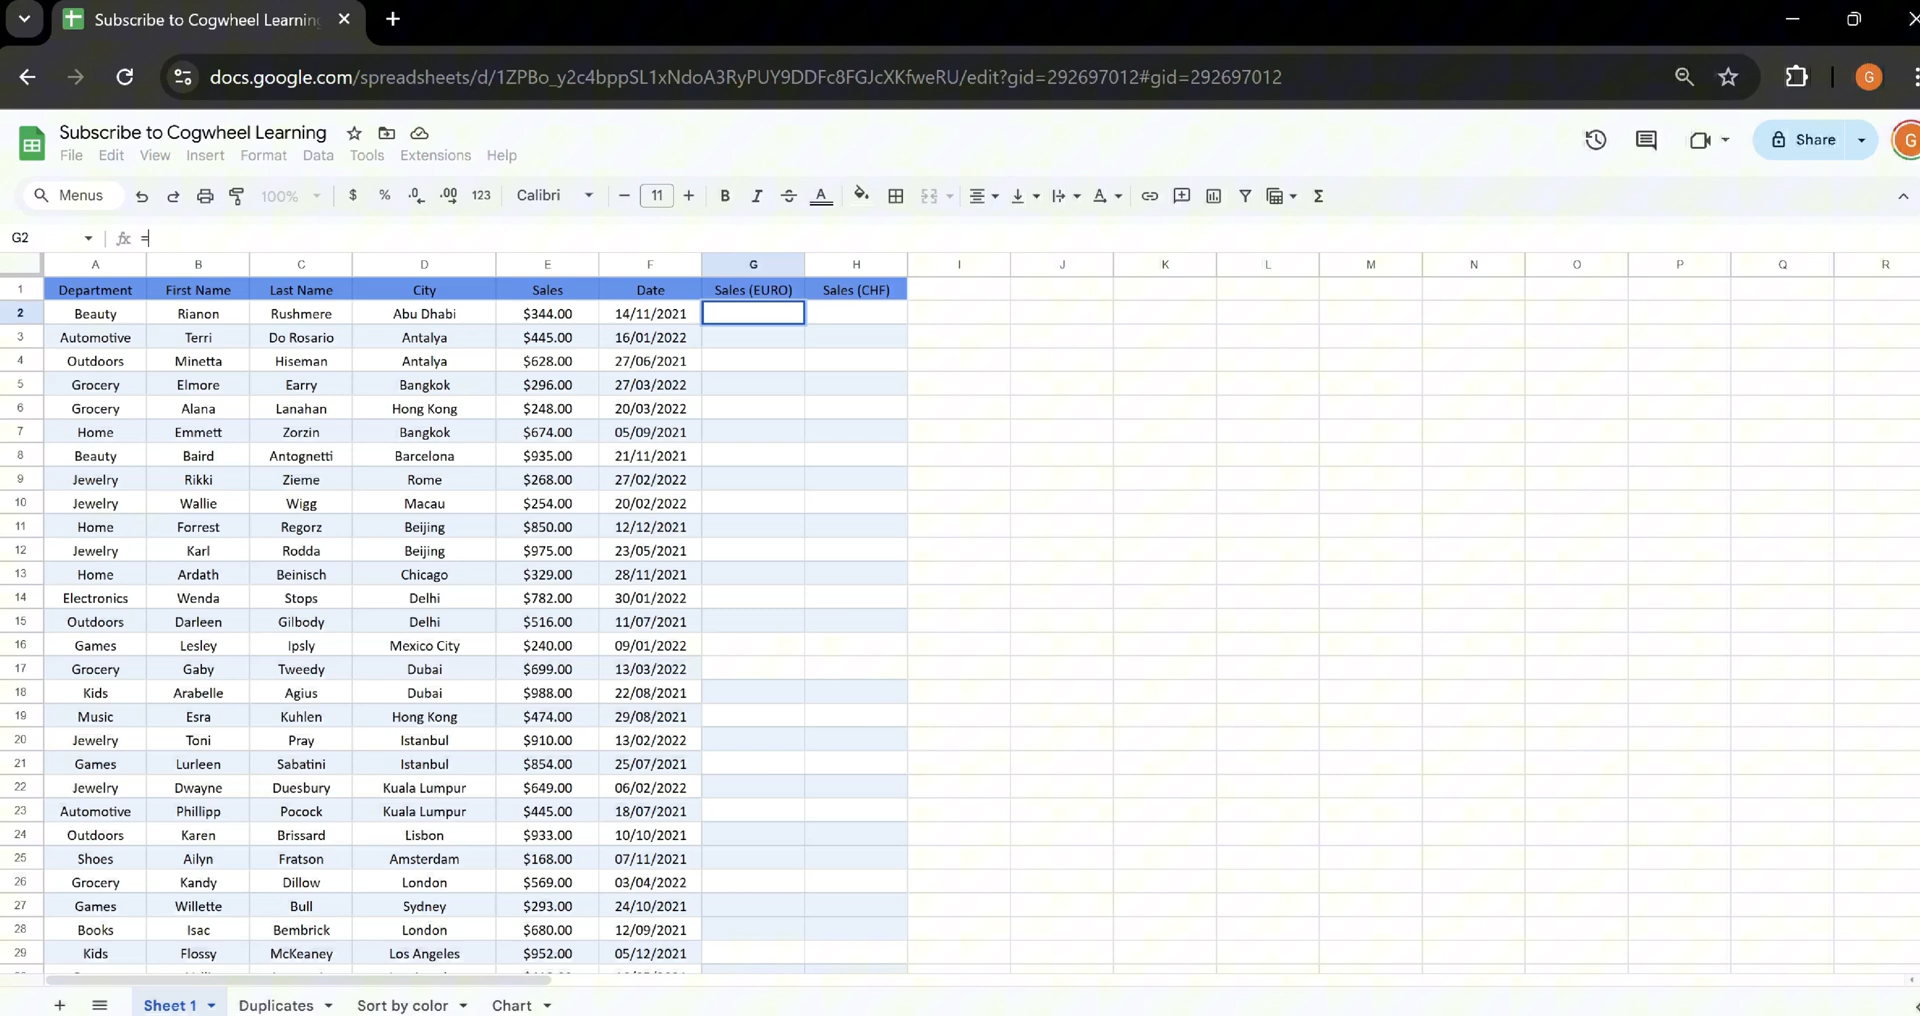 Subscribe to Cogwheel Learning
docs.google.com/spreadsheets/d/1ZPBo_y2c4bppSL1xNdoA3RyPUY9DDFc8FGJcXKfweRU/edit?gid=292697012#gid=292697012
G
Subscribe to Cogwheel Learning
File Edit View Insert Format Data Tools Extensions Help
Share
G
Menus 100% $ % .0 .00 123 Calibri 11 B I A Σ
G2 fx =
A B C D E F G H I J K L M N O P Q R
1 Department First Name Last Name City Sales Date Sales (EURO) Sales (CHF)
2 Beauty Rianon Rushmere Abu Dhabi $344.00 14/11/2021
3 Automotive Terri Do Rosario Antalya $445.00 16/01/2022
4 Outdoors Minetta Hiseman Antalya $628.00 27/06/2021
5 Grocery Elmore Earry Bangkok $296.00 27/03/2022
6 Grocery Alana Lanahan Hong Kong $248.00 20/03/2022
7 Home Emmett Zorzin Bangkok $674.00 05/09/2021
8 Beauty Baird Antognetti Barcelona $935.00 21/11/2021
9 Jewelry Rikki Zieme Rome $268.00 27/02/2022
10 Jewelry Wallie Wigg Macau $254.00 20/02/2022
11 Home Forrest Regorz Beijing $850.00 12/12/2021
12 Jewelry Karl Rodda Beijing $975.00 23/05/2021
13 Home Ardath Beinisch Chicago $329.00 28/11/2021
14 Electronics Wenda Stops Delhi $782.00 30/01/2022
15 Outdoors Darleen Gilbody Delhi $516.00 11/07/2021
16 Games Lesley Ipsly Mexico City $240.00 09/01/2022
17 Grocery Gaby Tweedy Dubai $699.00 13/03/2022
18 Kids Arabelle Agius Dubai $988.00 22/08/2021
19 Music Esra Kuhlen Hong Kong $474.00 29/08/2021
20 Jewelry Toni Pray Istanbul $910.00 13/02/2022
21 Games Lurleen Sabatini Istanbul $854.00 25/07/2021
22 Jewelry Dwayne Duesbury Kuala Lumpur $649.00 06/02/2022
23 Automotive Phillipp Pocock Kuala Lumpur $445.00 18/07/2021
24 Outdoors Karen Brissard Lisbon $933.00 10/10/2021
25 Shoes Ailyn Fratson Amsterdam $168.00 07/11/2021
26 Grocery Kandy Dillow London $569.00 03/04/2022
27 Games Willette Bull Sydney $293.00 24/10/2021
28 Books Isac Bembrick London $680.00 12/09/2021
29 Kids Flossy McKeaney Los Angeles $952.00 05/12/2021
Sheet 1 Duplicates Sort by color Chart